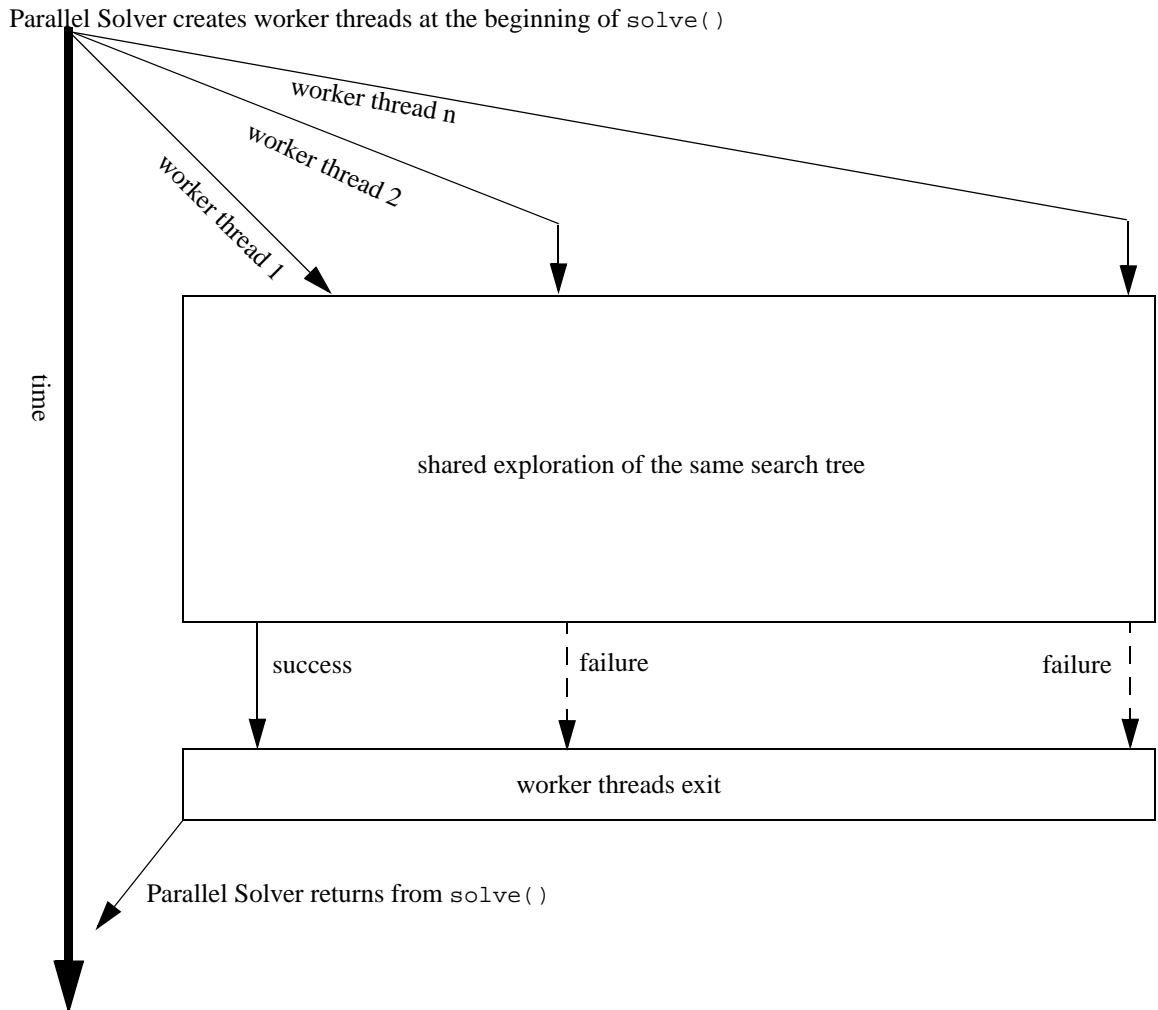 Parallel Solver creates worker threads at the beginning of solve()
worker thread n
worker thread 2
worker thread 1
time
shared exploration of the same search tree
success
failure
failure
worker threads exit
Parallel Solver returns from solve()